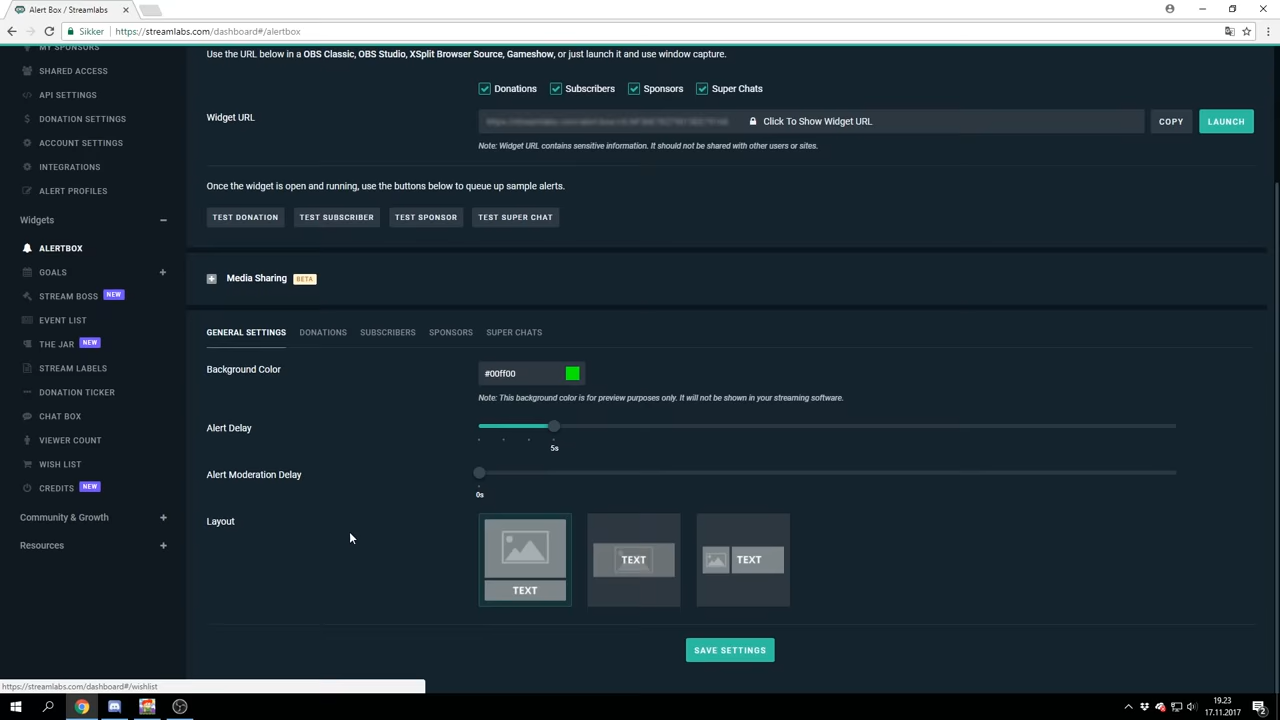 Alert Box / Streamlabs
Sikker https://streamlabs.com/dashboard#/alertbox
MY SPONSORS
SHARED ACCESS
API SETTINGS
DONATION SETTINGS
ACCOUNT SETTINGS
INTEGRATIONS
ALERT PROFILES
Widgets
ALERTBOX
GOALS
STREAM BOSS NEW
EVENT LIST
THE JAR NEW
STREAM LABELS
DONATION TICKER
CHAT BOX
VIEWER COUNT
WISH LIST
CREDITS NEW
Community & Growth
Resources
Use the URL below in a OBS Classic, OBS Studio, XSplit Browser Source, Gameshow, or just launch it and use window capture.
Donations Subscribers Sponsors Super Chats
Widget URL Click To Show Widget URL COPY LAUNCH
Note: Widget URL contains sensitive information. It should not be shared with other users or sites.
Once the widget is open and running, use the buttons below to queue up sample alerts.
TEST DONATION TEST SUBSCRIBER TEST SPONSOR TEST SUPER CHAT
Media Sharing BETA
GENERAL SETTINGS DONATIONS SUBSCRIBERS SPONSORS SUPER CHATS
Background Color #00ff00
Note: This background color is for preview purposes only. It will not be shown in your streaming software.
Alert Delay
5s
Alert Moderation Delay
0s
Layout
TEXT
TEXT
TEXT
SAVE SETTINGS
https://streamlabs.com/dashboard#/wishlist
19.23
17.11.2017
2